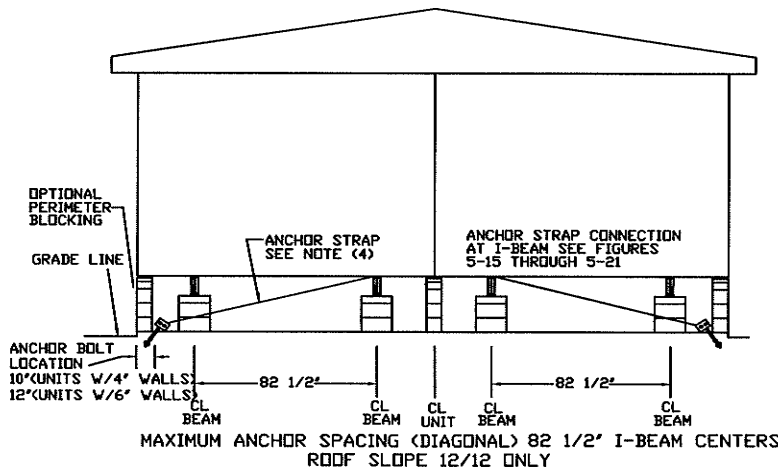 OPTIONAL
PERIMETER
BLOCKING
GRADE LINE
ANCHOR STRAP
SEE NOTE (4)
ANCHOR STRAP CONNECTION
AT I-BEAM SEE FIGURES
5-15 THROUGH 5-21
ANCHOR BOLT
LOCATION
10"(UNITS W/4" WALLS)
12"(UNITS W/6" WALLS)
82 1/2"
82 1/2"
CL
BEAM
CL
BEAM
CL
UNIT
CL
BEAM
CL
BEAM
MAXIMUM ANCHOR SPACING (DIAGONAL) 82 1/2" I-BEAM CENTERS
ROOF SLOPE 12/12 ONLY